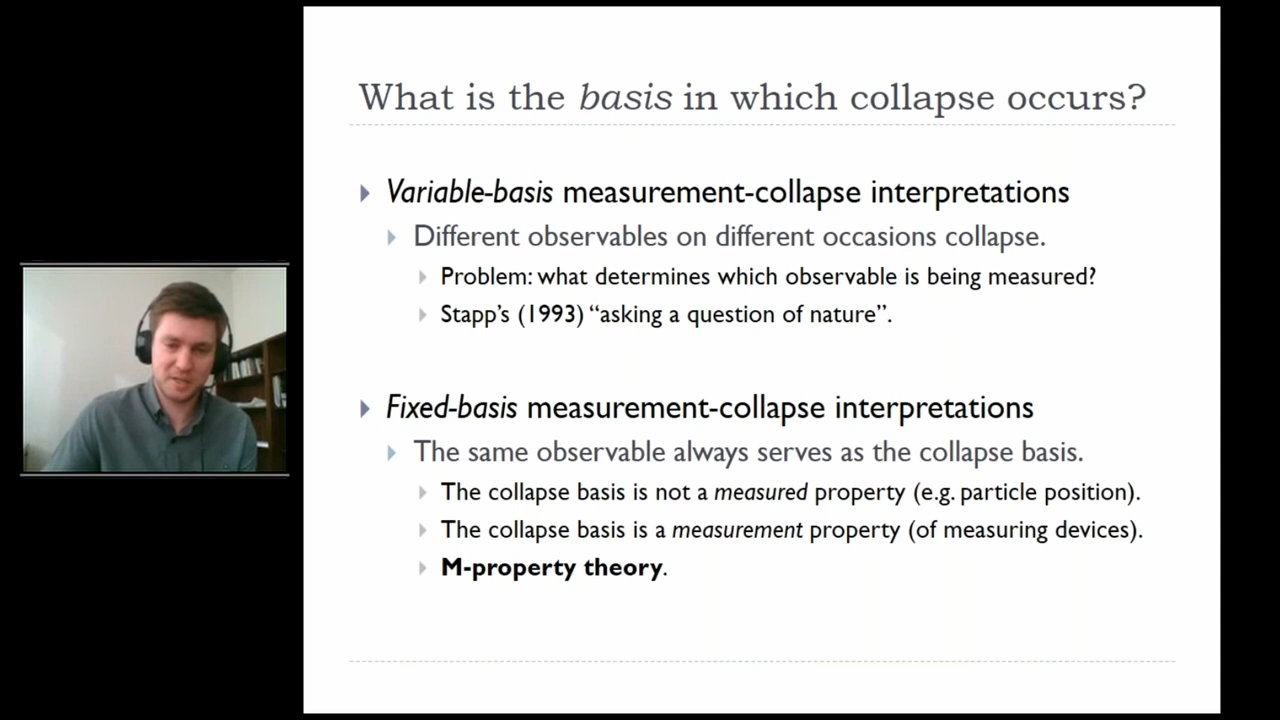 What is the basis in which collapse occurs?
Variable-basis measurement-collapse interpretations
Different observables on different occasions collapse.
Problem: what determines which observable is being measured?
Stapp’s (1993) “asking a question of nature”.
Fixed-basis measurement-collapse interpretations
The same observable always serves as the collapse basis.
The collapse basis is not a measured property (e.g. particle position).
The collapse basis is a measurement property (of measuring devices).
M-property theory.